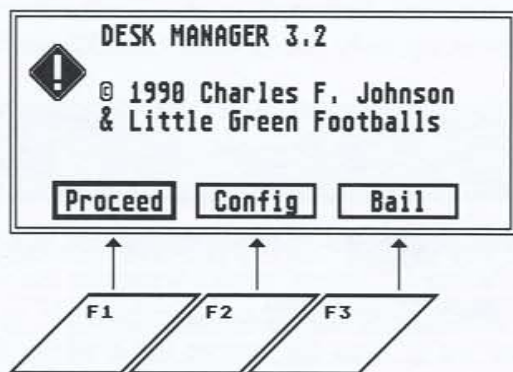 DESK MANAGER 3.2
© 1990 Charles F. Johnson
& Little Green Footballs
Proceed Config Bail
F1 F2 F3